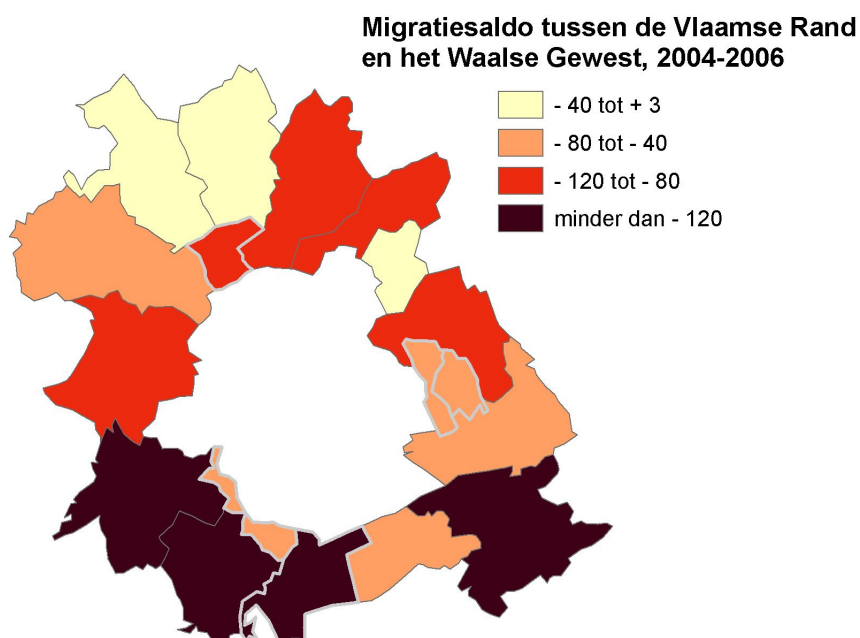 Migratiesaldo tussen de Vlaamse Rand
en het Waalse Gewest, 2004-2006
- 40 tot + 3
- 80 tot - 40
- 120 tot - 80
minder dan - 120